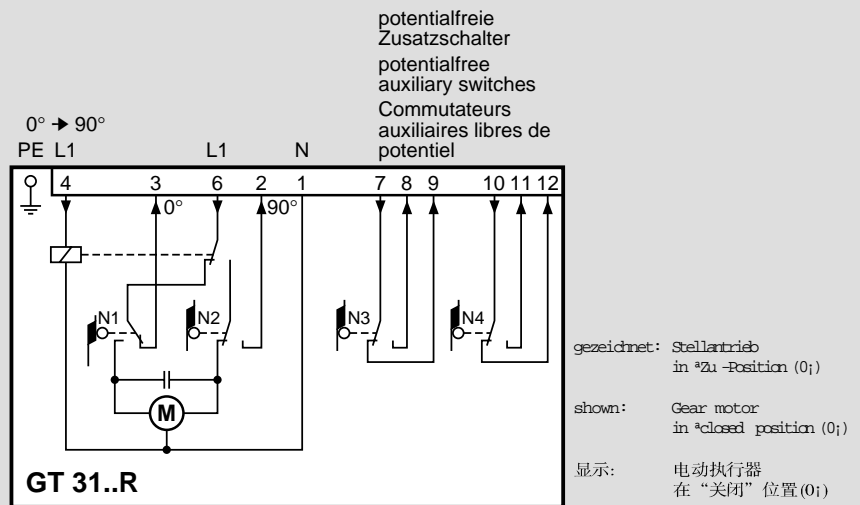 potentialfreie
Zusatzschalter
potentialfree
auxiliary switches
Commutateurs
auxiliaires libres de
potentiel
0° → 90°
PE L1 L1 N
4 3 6 2 1 7 8 9 10 11 12
0° 90°
N1 N2 N3 N4
M
GT 31..R
gezeichnet: Stellantrieb
in ªZu -Position (0¡)
shown: Gear motor
in ªclosed position (0¡)
显示: 电动执行器
在“关闭”位置(0¡)